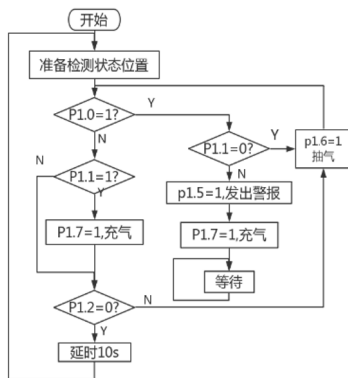 开始
准备检测状态位置
P1.0=1?
Y
N
P1.1=0?
Y
p1.6=1
抽气
N
P1.1=1?
N
Y
p1.5=1,发出警报
P1.7=1,充气
P1.7=1,充气
等待
P1.2=0?
N
Y
延时10s